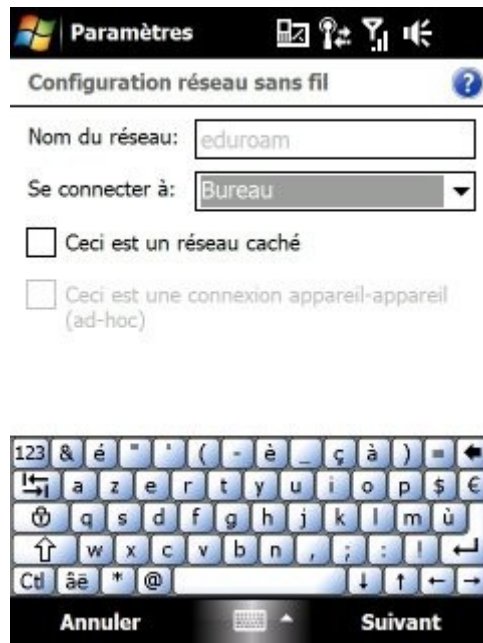 Paramètres
Configuration réseau sans fil
Nom du réseau: eduroam
Se connecter à: Bureau
Ceci est un réseau caché
Ceci est une connexion appareil-appareil
(ad-hoc)
123 & é " ' ( - è _ ç à ) =
a z e r t y u i o p $ €
q s d f g h j k l m ù
w x c v b n , ; : !
Ctl âë * @
Annuler Suivant